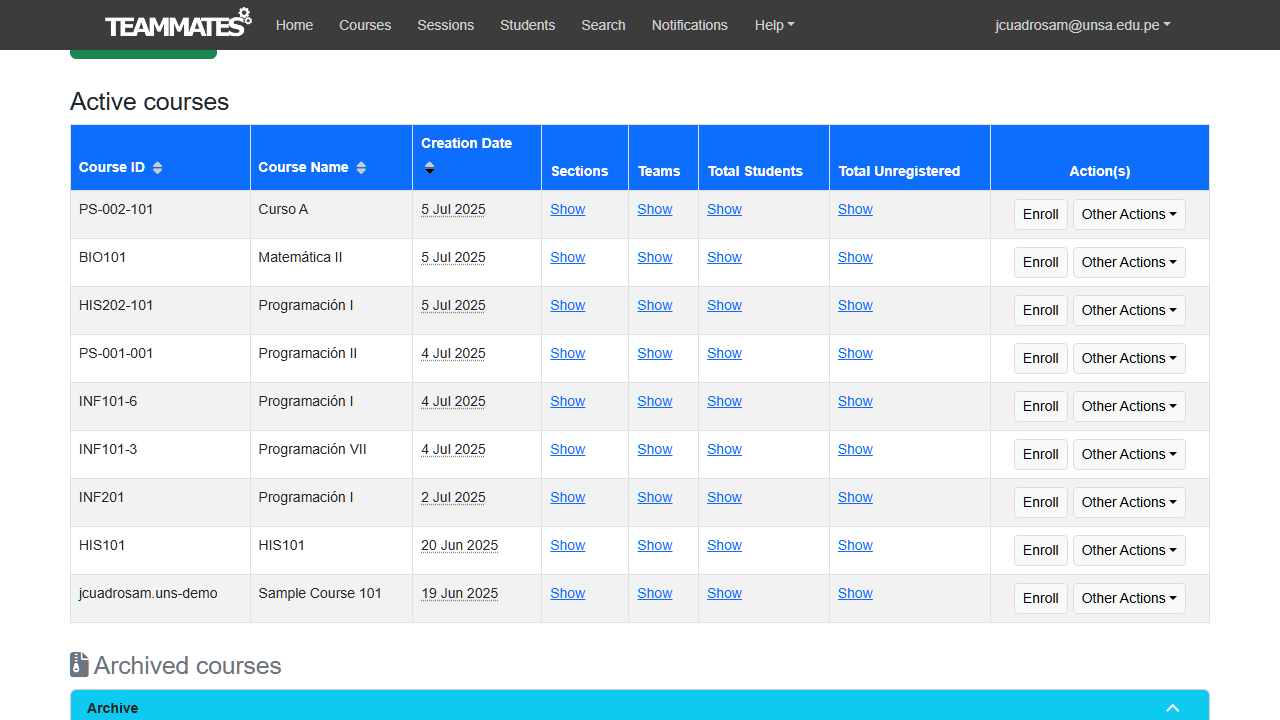 TEAMMATES Home Courses Sessions Students Search Notifications Help jcuadrosam@unsa.edu.pe
Active courses
Course ID Course Name Creation Date Sections Teams Total Students Total Unregistered Action(s)
PS-002-101 Curso A 5 Jul 2025 Show Show Show Show Enroll Other Actions
BIO101 Matemática II 5 Jul 2025 Show Show Show Show Enroll Other Actions
HIS202-101 Programación I 5 Jul 2025 Show Show Show Show Enroll Other Actions
PS-001-001 Programación II 4 Jul 2025 Show Show Show Show Enroll Other Actions
INF101-6 Programación I 4 Jul 2025 Show Show Show Show Enroll Other Actions
INF101-3 Programación VII 4 Jul 2025 Show Show Show Show Enroll Other Actions
INF201 Programación I 2 Jul 2025 Show Show Show Show Enroll Other Actions
HIS101 HIS101 20 Jun 2025 Show Show Show Show Enroll Other Actions
jcuadrosam.uns-demo Sample Course 101 19 Jun 2025 Show Show Show Show Enroll Other Actions
Archived courses
Archive